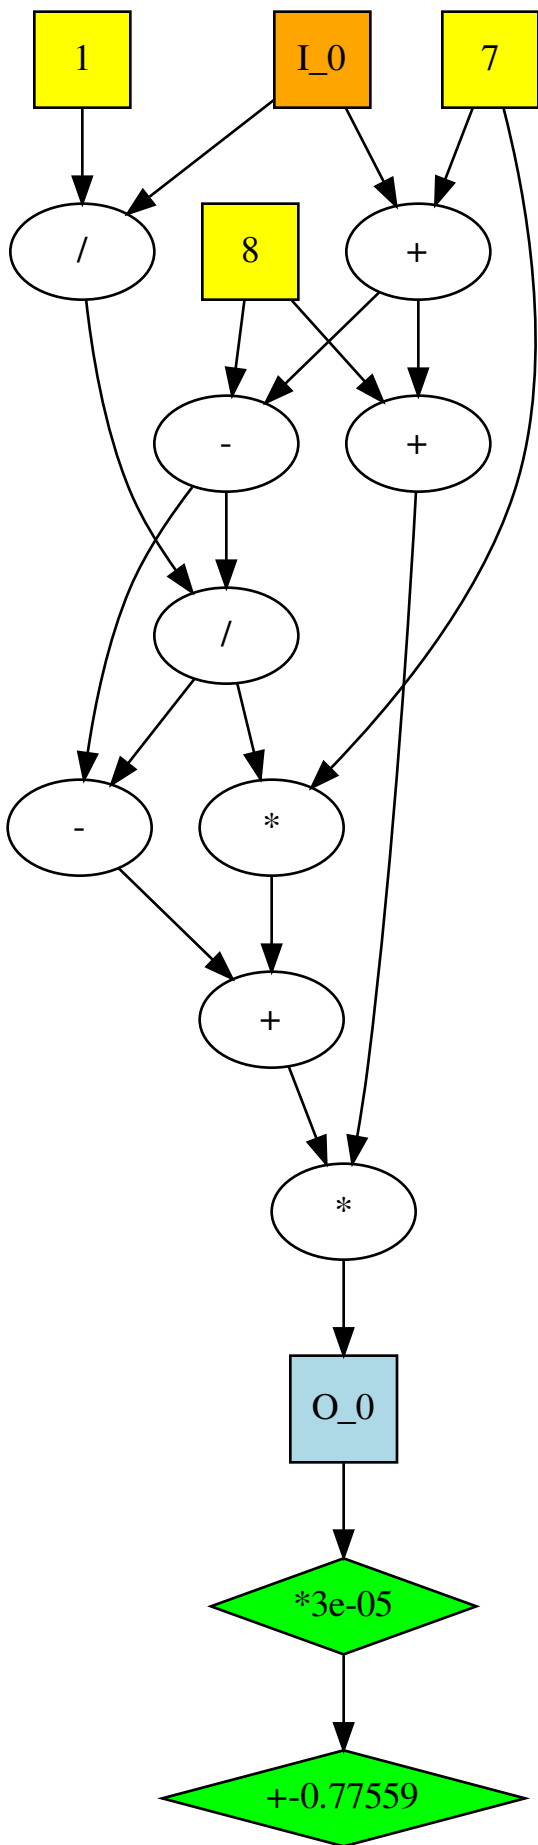 1 I_0 7
/ 8 +
- +
/
- *
+
*
O_0
*3e-05
+-0.77559